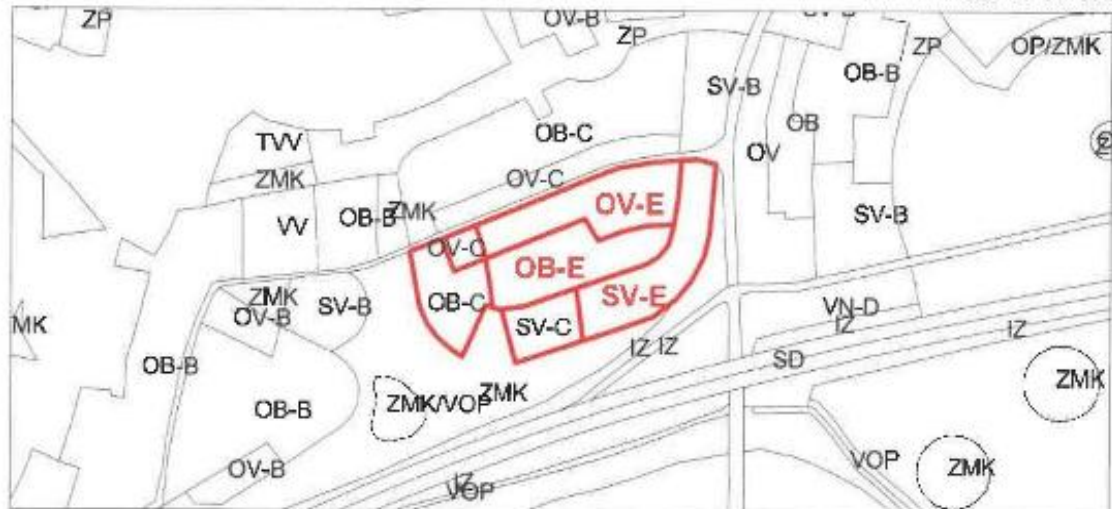 ZP
OV-B
ZP
ZP
OP/ZMK
SV-B
OB-B
OB-C
OB
TVV
OV
ZMK
OV-C
OV-E
VV
OB-B
ZMK
SV-B
OV-C
OB-E
ZMK
OB-C
SV-E
OV-B
SV-B
SV-C
VN-D
MK
IZ
IZ
IZ IZ
SD
OB-B
ZMK
ZMK/VOP
ZMK
OB-B
OV-B
VOP
ZMK
IZ
VOP